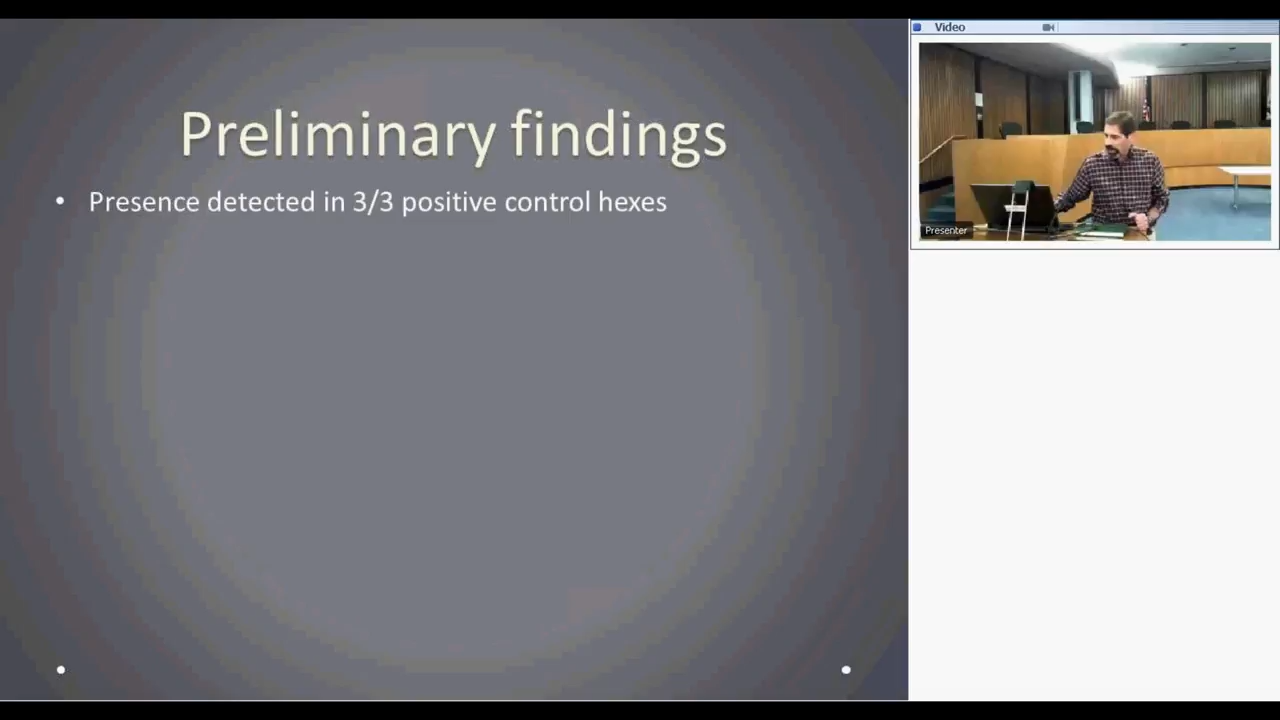 Preliminary findings
• Presence detected in 3/3 positive control hexes
Video
Presenter